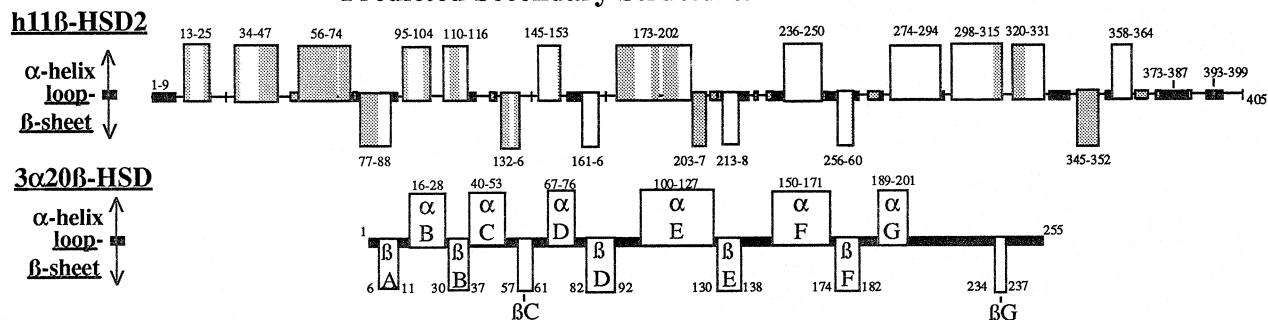 h11ß-HSD2
13-25 34-47 56-74 95-104 110-116 145-153 173-202 236-250 274-294 298-315 320-331 358-364
α-helix
loop-
ß-sheet
1-9 373-387 393-399
405
77-88 132-6 161-6 203-7 213-8 256-60 345-352
3α20ß-HSD
16-28 40-53 67-76 100-127 150-171 189-201
α-helix
loop-
ß-sheet
α α α α α α
B C D E F G
1 255
ß ß ß ß ß
A B D E F
6 11 30 37 57 61 82 92 130 138 174 182 234 237
ßC ßG